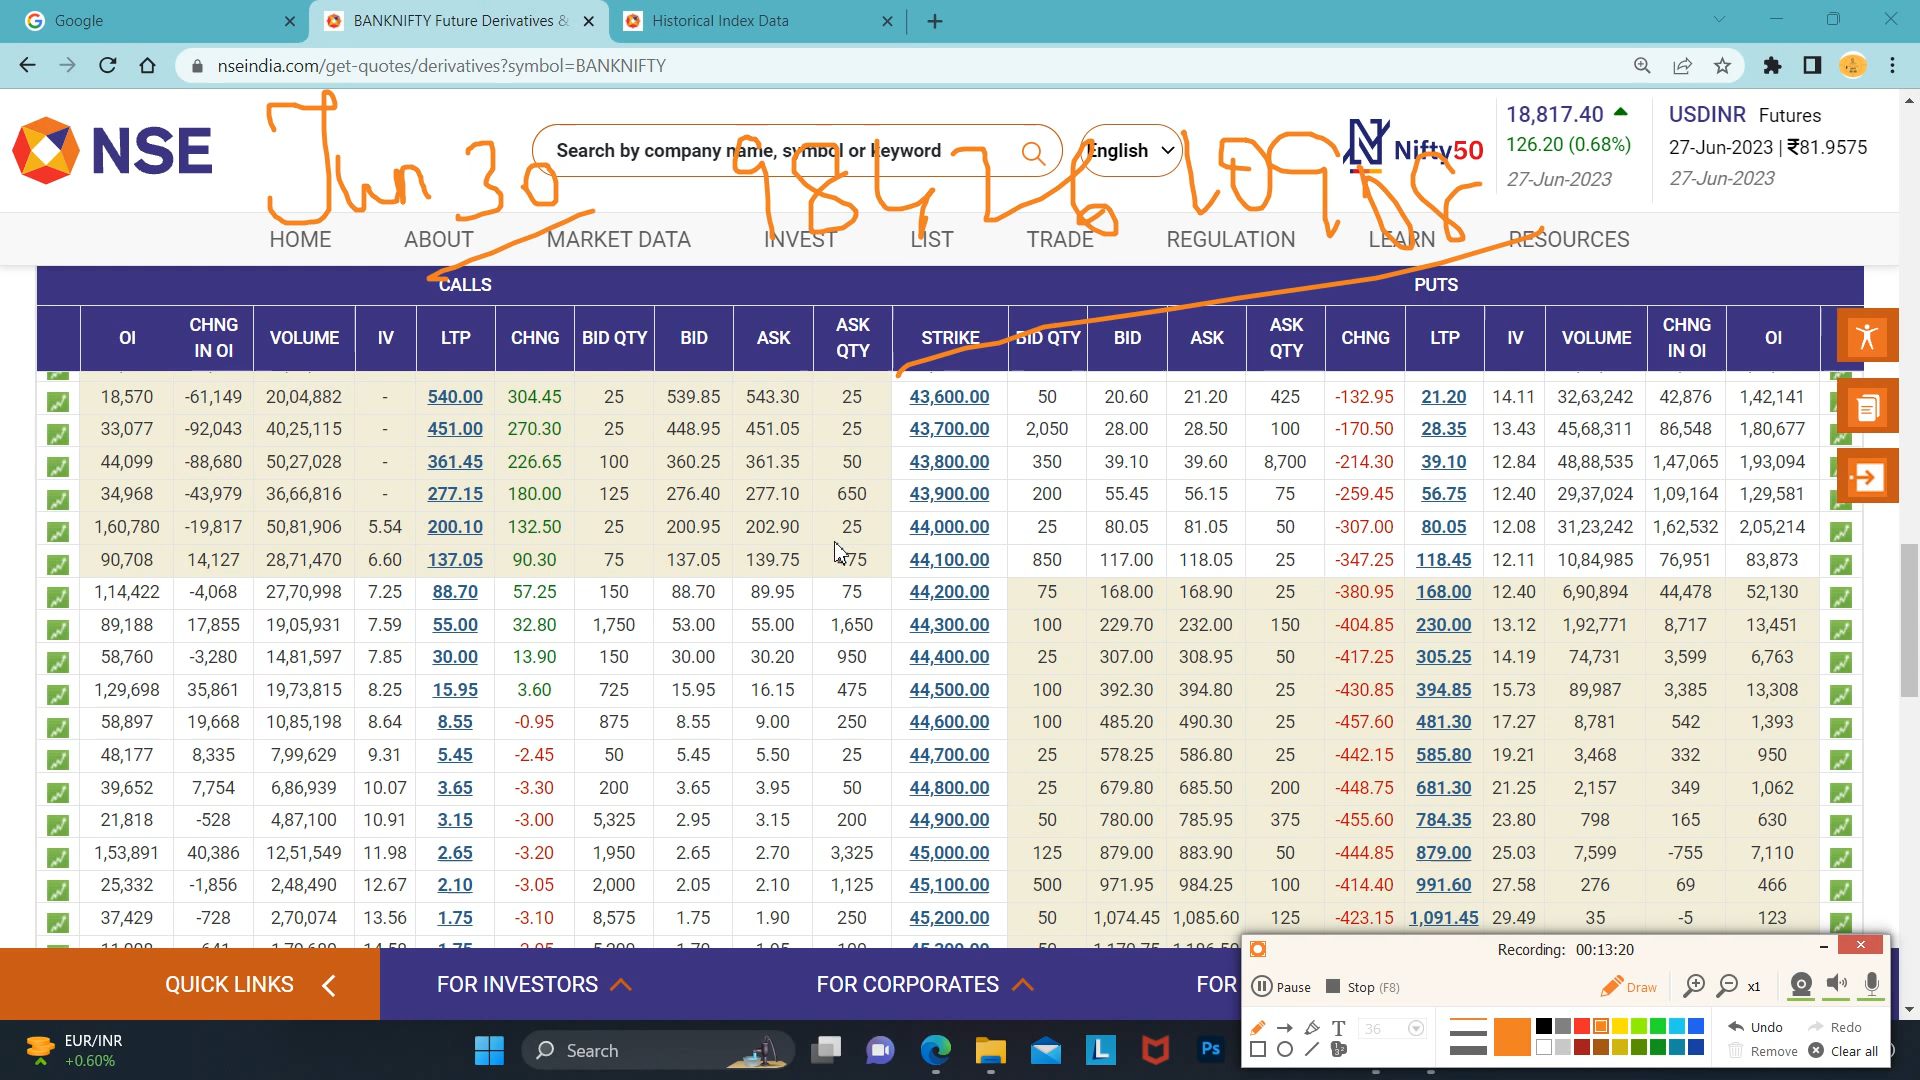 Google
BANKNIFTY Future Derivatives &
Historical Index Data
nseindia.com/get-quotes/derivatives?symbol=BANKNIFTY
NSE
Jun 30
Search by company name, symbol or keyword
English
Nifty50
18,817.40
126.20 (0.68%)
27-Jun-2023
USDINR Futures
27-Jun-2023 | ₹81.9575
27-Jun-2023
HOME ABOUT MARKET DATA INVEST LIST TRADE REGULATION LEARN RESOURCES
CALLS PUTS
OI CHNG IN OI VOLUME IV LTP CHNG BID QTY BID ASK ASK QTY STRIKE BID QTY BID ASK ASK QTY CHNG LTP IV VOLUME CHNG IN OI OI
18,570 -61,149 20,04,882 - 540.00 304.45 25 539.85 543.30 25 43,600.00 50 20.60 21.20 425 -132.95 21.20 14.11 32,63,242 42,876 1,42,141
33,077 -92,043 40,25,115 - 451.00 270.30 25 448.95 451.05 25 43,700.00 2,050 28.00 28.50 100 -170.50 28.35 13.43 45,68,311 86,548 1,80,677
44,099 -88,680 50,27,028 - 361.45 226.65 100 360.25 361.35 50 43,800.00 350 39.10 39.60 8,700 -214.30 39.10 12.84 48,88,535 1,47,065 1,93,094
34,968 -43,979 36,66,816 - 277.15 180.00 125 276.40 277.10 650 43,900.00 200 55.45 56.15 75 -259.45 56.75 12.40 29,37,024 1,09,164 1,29,581
1,60,780 -19,817 50,81,906 5.54 200.10 132.50 25 200.95 202.90 25 44,000.00 25 80.05 81.05 50 -307.00 80.05 12.08 31,23,242 1,62,532 2,05,214
90,708 14,127 28,71,470 6.60 137.05 90.30 75 137.05 139.75 75 44,100.00 850 117.00 118.05 25 -347.25 118.45 12.11 10,84,985 76,951 83,873
1,14,422 -4,068 27,70,998 7.25 88.70 57.25 150 88.70 89.95 75 44,200.00 75 168.00 168.90 25 -380.95 168.00 12.40 6,90,894 44,478 52,130
89,188 17,855 19,05,931 7.59 55.00 32.80 1,750 53.00 55.00 1,650 44,300.00 100 229.70 232.00 150 -404.85 230.00 13.12 1,92,771 8,717 13,451
58,760 -3,280 14,81,597 7.85 30.00 13.90 150 30.00 30.20 950 44,400.00 25 307.00 308.95 50 -417.25 305.25 14.19 74,731 3,599 6,763
1,29,698 35,861 19,73,815 8.25 15.95 3.60 725 15.95 16.15 475 44,500.00 100 392.30 394.80 25 -430.85 394.85 15.73 89,987 3,385 13,308
58,897 19,668 10,85,198 8.64 8.55 -0.95 875 8.55 9.00 250 44,600.00 100 485.20 490.30 25 -457.60 481.30 17.27 8,781 542 1,393
48,177 8,335 7,99,629 9.31 5.45 -2.45 50 5.45 5.50 25 44,700.00 25 578.25 586.80 25 -442.15 585.80 19.21 3,468 332 950
39,652 7,754 6,86,939 10.07 3.65 -3.30 200 3.65 3.95 50 44,800.00 25 679.80 685.50 200 -448.75 681.30 21.25 2,157 349 1,062
21,818 -528 4,87,100 10.91 3.15 -3.00 5,325 2.95 3.15 200 44,900.00 50 780.00 785.95 375 -455.60 784.35 23.80 798 165 630
1,53,891 40,386 12,51,549 11.98 2.65 -3.20 1,950 2.65 2.70 3,325 45,000.00 125 879.00 883.90 50 -444.85 879.00 25.03 7,599 -755 7,110
25,332 -1,856 2,48,490 12.67 2.10 -3.05 2,000 2.05 2.10 1,125 45,100.00 500 971.95 984.25 100 -414.40 991.60 27.58 276 69 466
37,429 -728 2,70,074 13.56 1.75 -3.10 8,575 1.75 1.90 250 45,200.00 50 1,074.45 1,085.60 125 -423.15 1,091.45 29.49 35 -5 123
QUICK LINKS FOR INVESTORS FOR CORPORATES FOR
Recording: 00:13:20
Pause Stop (F8) Draw x1
T 36 Undo Redo
Remove Clear all
EUR/INR
+0.60%
Search
L
Ps